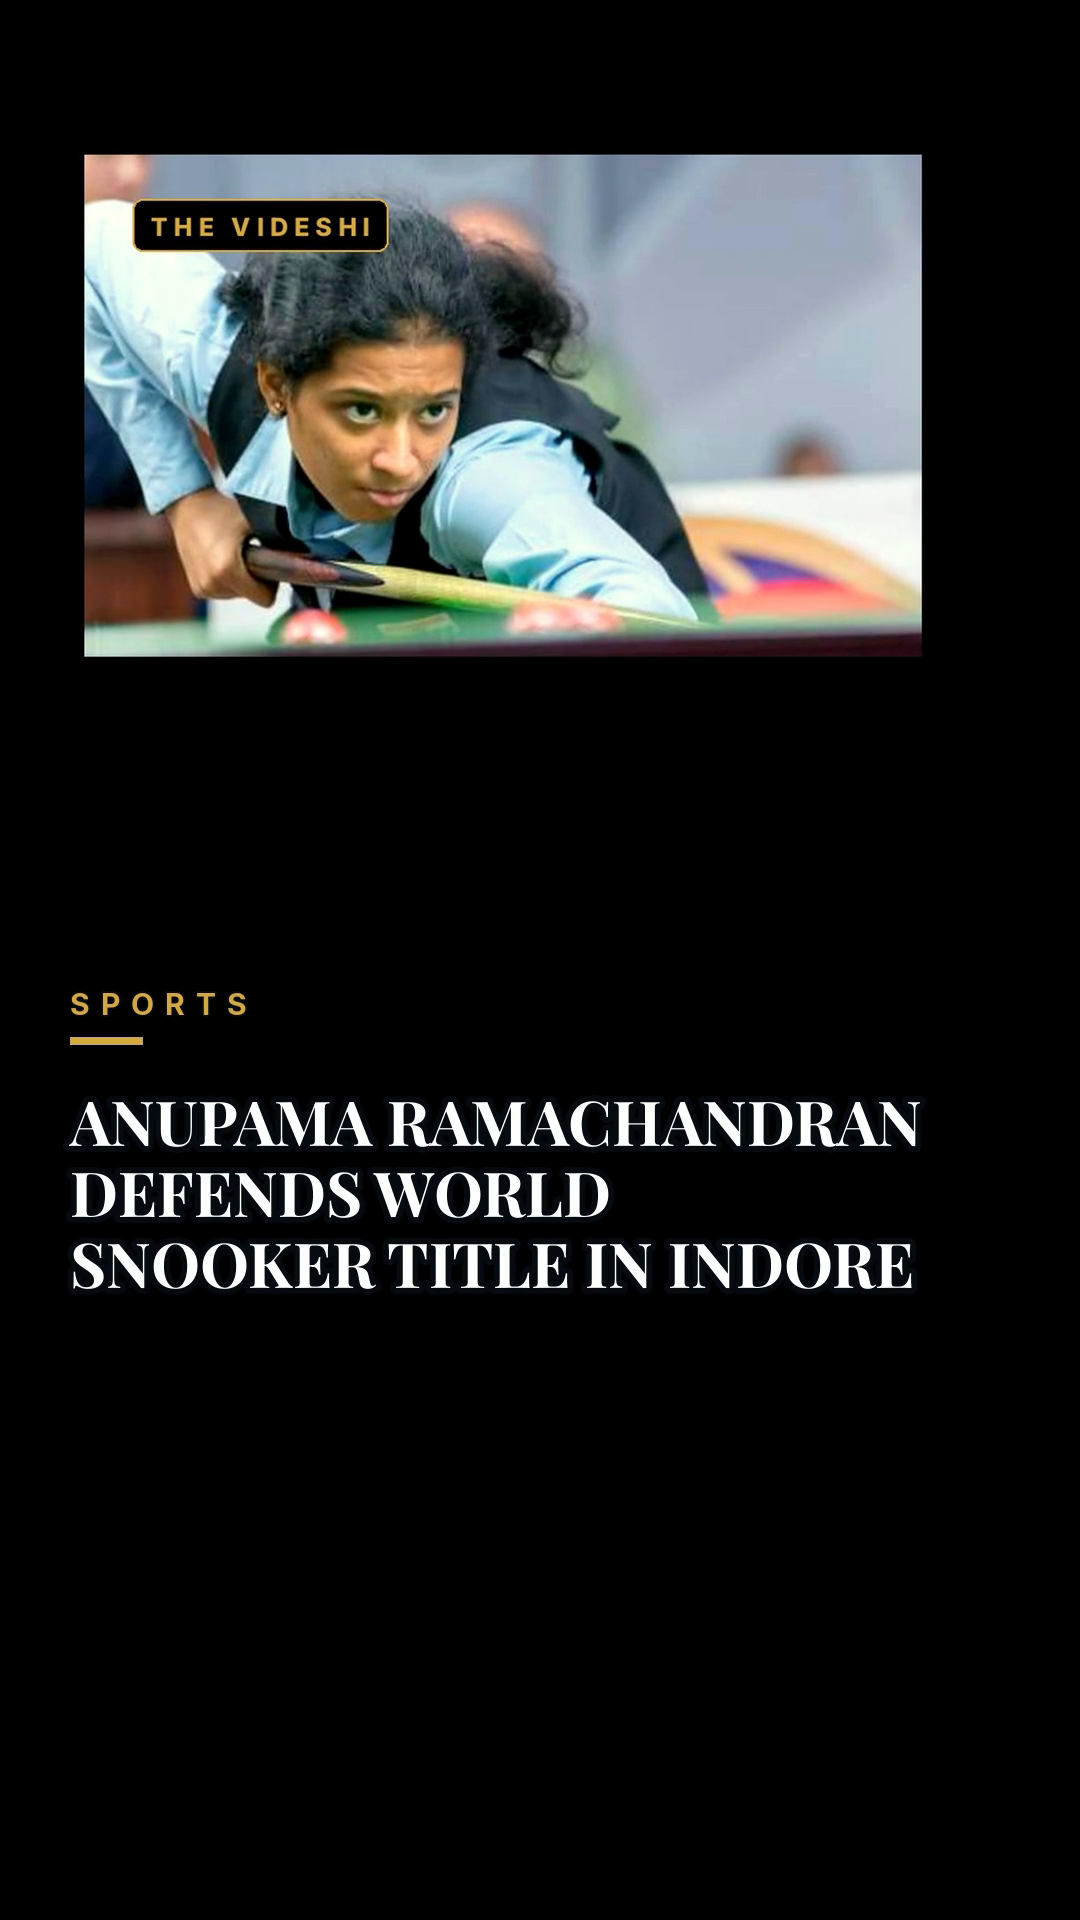 THE VIDESHI
SPORTS
ANUPAMA RAMACHANDRAN
DEFENDS WORLD
SNOOKER TITLE IN INDORE